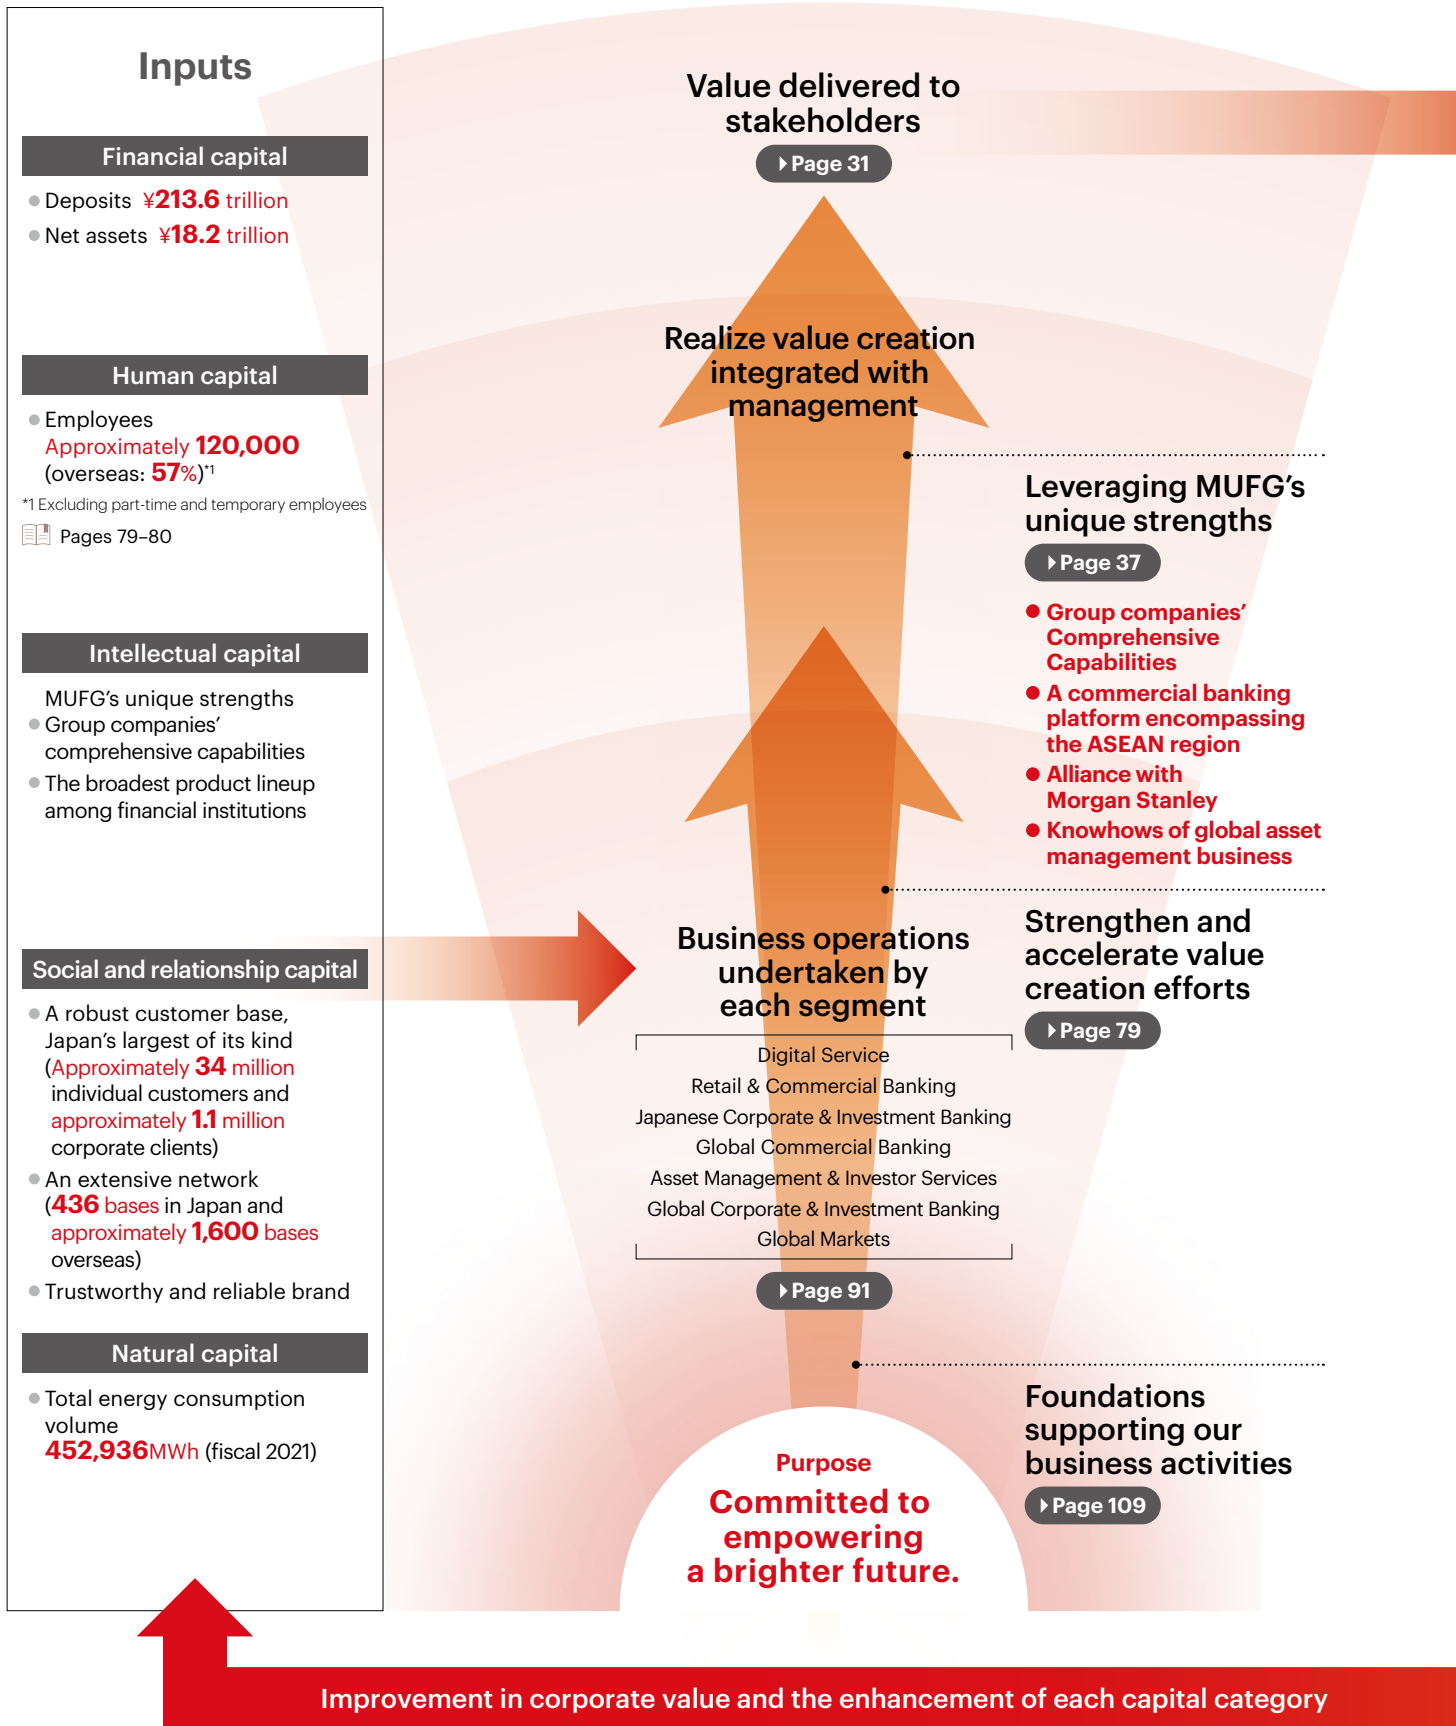 Inputs
Financial capital
Deposits ¥213.6 trillion
Net assets ¥18.2 trillion
Human capital
Employees
Approximately 120,000
(overseas: 57%)*1
*1 Excluding part-time and temporary employees
Pages 79–80
Intellectual capital
MUFG’s unique strengths
Group companies’
comprehensive capabilities
The broadest product lineup
among financial institutions
Social and relationship capital
A robust customer base,
Japan’s largest of its kind
(Approximately 34 million
individual customers and
approximately 1.1 million
corporate clients)
An extensive network
(436 bases in Japan and
approximately 1,600 bases
overseas)
Trustworthy and reliable brand
Natural capital
Total energy consumption
volume
452,936MWh (fiscal 2021)
Value delivered to
stakeholders
Page 31
Realize value creation
integrated with
management
Leveraging MUFG’s
unique strengths
Page 37
Group companies’
Comprehensive
Capabilities
A commercial banking
platform encompassing
the ASEAN region
Alliance with
Morgan Stanley
Knowhows of global asset
management business
Business operations
undertaken by
each segment
Digital Service
Retail & Commercial Banking
Japanese Corporate & Investment Banking
Global Commercial Banking
Asset Management & Investor Services
Global Corporate & Investment Banking
Global Markets
Page 91
Strengthen and
accelerate value
creation efforts
Page 79
Foundations
supporting our
business activities
Page 109
Purpose
Committed to
empowering
a brighter future.
Improvement in corporate value and the enhancement of each capital category